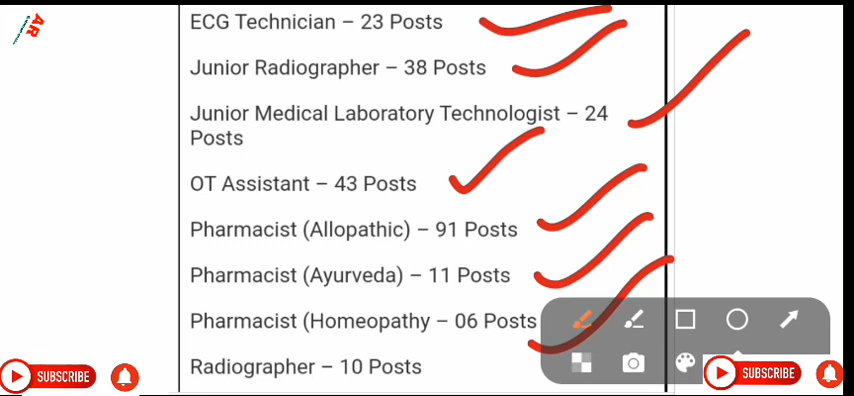 AR
ECG Technician – 23 Posts
Junior Radiographer – 38 Posts
Junior Medical Laboratory Technologist – 24
Posts
OT Assistant – 43 Posts
Pharmacist (Allopathic) – 91 Posts
Pharmacist (Ayurveda) – 11 Posts
Pharmacist (Homeopathy – 06 Posts
Radiographer – 10 Posts
SUBSCRIBE
SUBSCRIBE